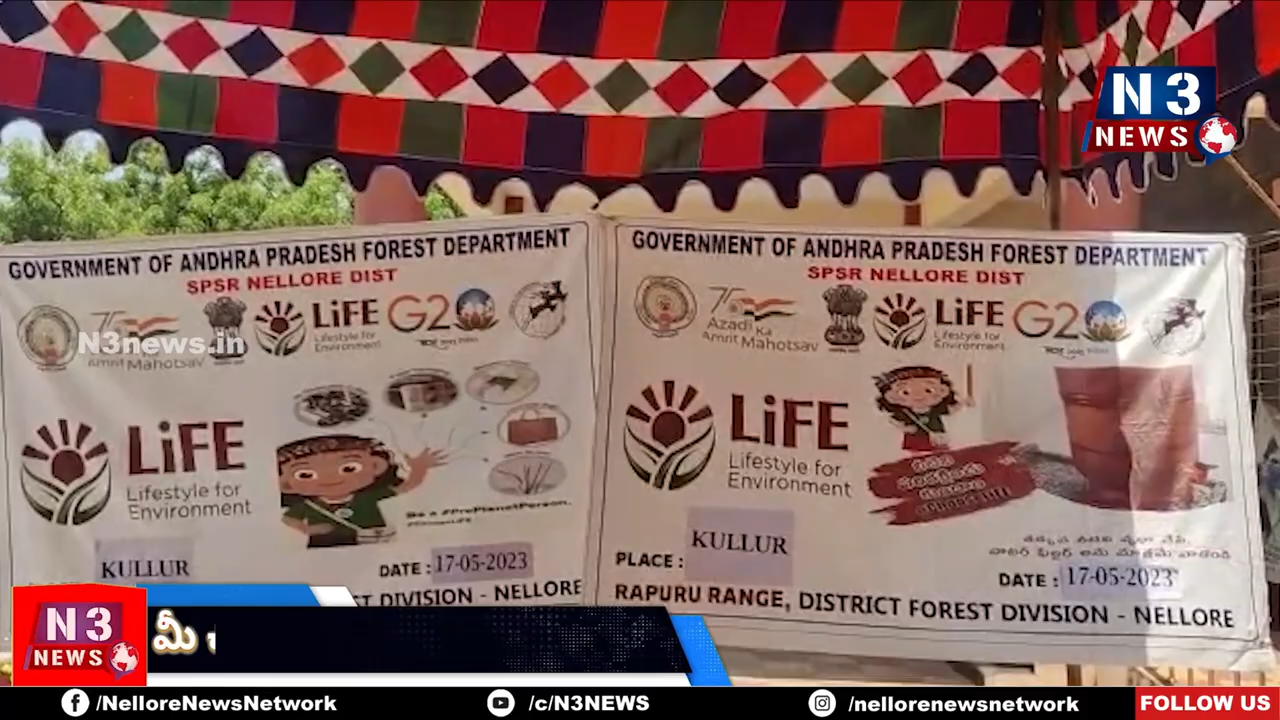 N3
NEWS
GOVERNMENT OF ANDHRA PRADESH FOREST DEPARTMENT
SPSR NELLORE DIST
N3news.in
Amrit Mahotsav
LiFE
Lifestyle for
Environment
G20
LiFE
Lifestyle for
Environment
Be a #ProPlanetPerson.
KULLUR
DATE : 17-05-2023
T DIVISION - NELLORE
GOVERNMENT OF ANDHRA PRADESH FOREST DEPARTMENT
SPSR NELLORE DIST
Azadi Ka
Amrit Mahotsav
LiFE
Lifestyle for
Environment
G20
LiFE
Lifestyle for
Environment
#ChooseLiFE
PLACE : KULLUR
DATE : 17-05-2023
RAPURU RANGE, DISTRICT FOREST DIVISION - NELLORE
N3
NEWS
మీ
/NelloreNewsNetwork
/c/N3NEWS
/nellorenewsnetwork
FOLLOW US